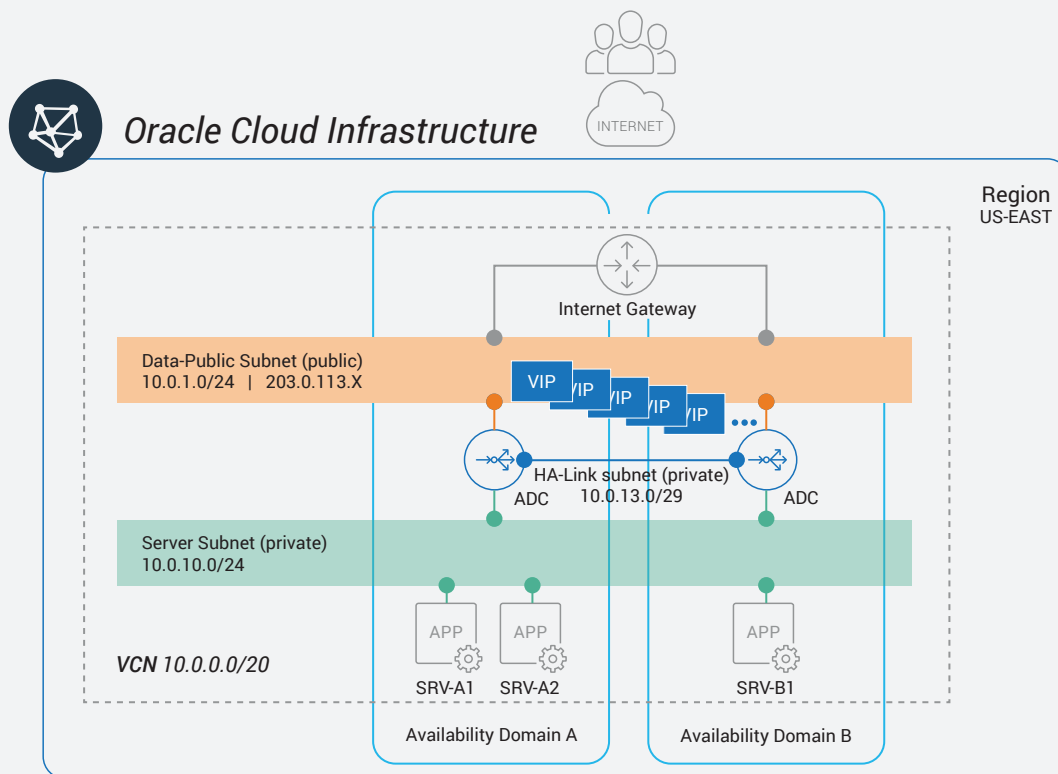 INTERNET
Oracle Cloud Infrastructure
Region
US-EAST
Internet Gateway
Data-Public Subnet (public)
10.0.1.0/24 | 203.0.113.X
VIP
VIP
VIP
VIP
VIP
HA-Link subnet (private)
10.0.13.0/29
ADC
ADC
Server Subnet (private)
10.0.10.0/24
APP
APP
APP
SRV-A1
SRV-A2
SRV-B1
VCN 10.0.0.0/20
Availability Domain A
Availability Domain B